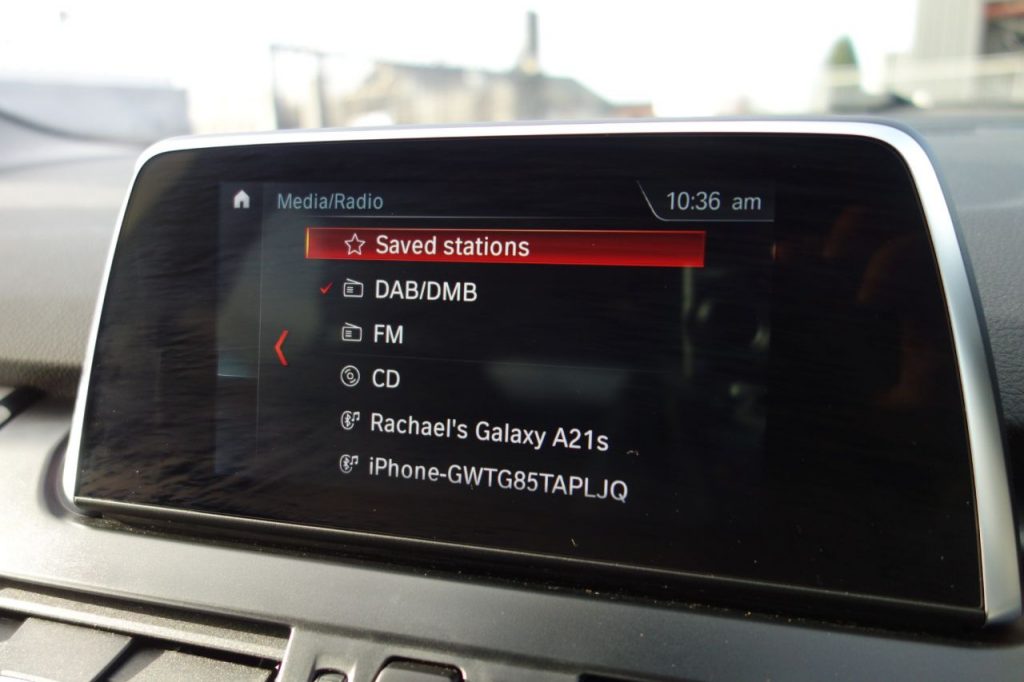 Media/Radio
10:36 am
Saved stations
DAB/DMB
FM
CD
Rachael's Galaxy A21s
iPhone-GWTG85TAPLJQ